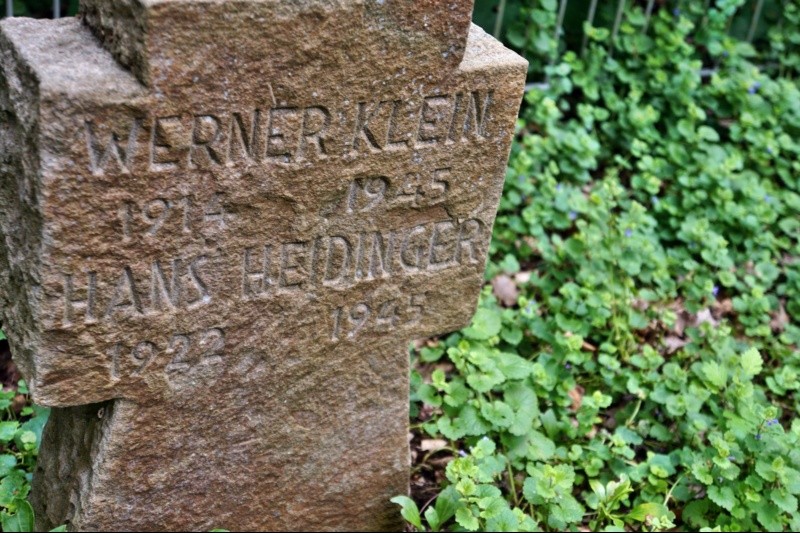 WERNER KLEIN
1914 1945
HANS HEIDINGER
1922 1945